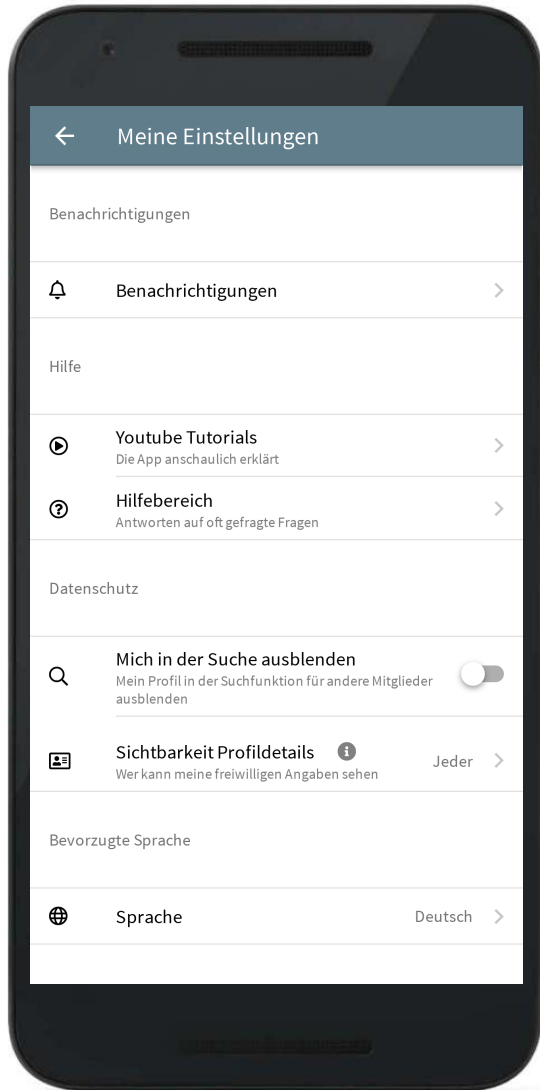 Meine Einstellungen
Benachrichtigungen
Benachrichtigungen
Hilfe
Youtube Tutorials
Die App anschaulich erklärt
Hilfebereich
Antworten auf oft gefragte Fragen
Datenschutz
Mich in der Suche ausblenden
Mein Profil in der Suchfunktion für andere Mitglieder
ausblenden
Sichtbarkeit Profildetails
Jeder
Wer kann meine freiwilligen Angaben sehen
Bevorzugte Sprache
Sprache Deutsch